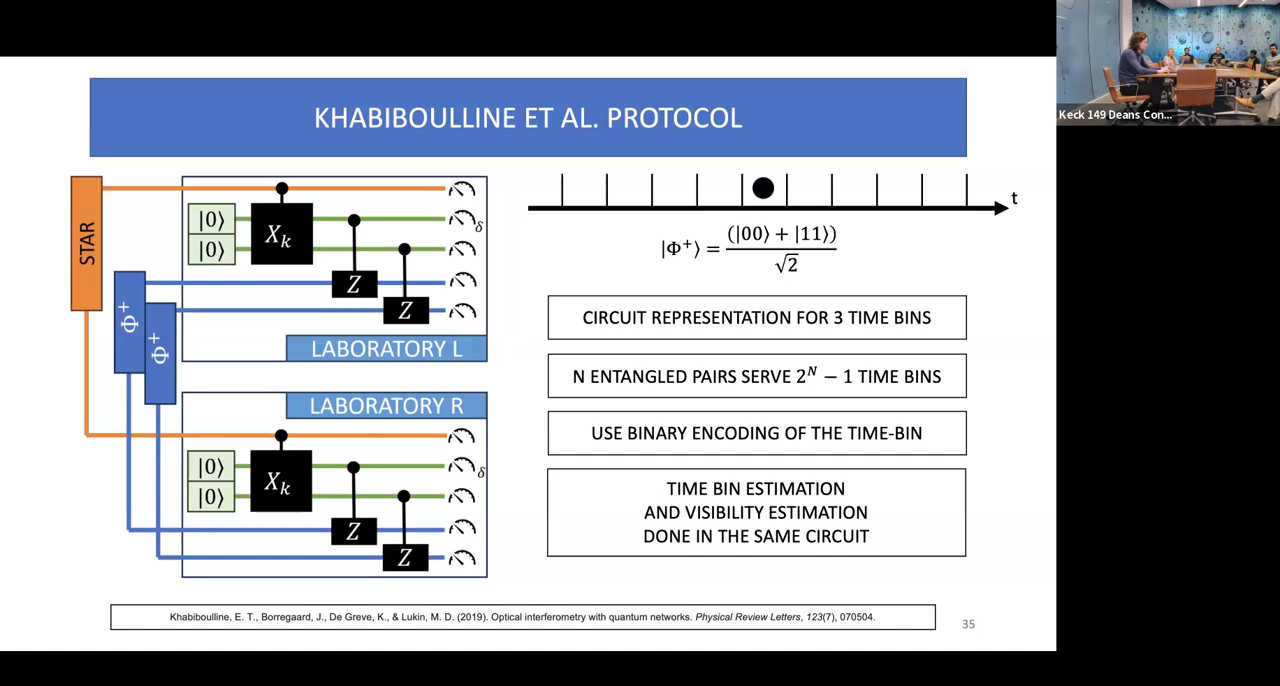 KHABIBOULLINE ET AL. PROTOCOL
STAR
|0⟩
|0⟩
X_k
Z
Z
δ
Φ⁺
Φ⁺
LABORATORY L
LABORATORY R
|0⟩
|0⟩
X_k
Z
Z
δ
t
|Φ⁺⟩ = (|00⟩ + |11⟩) / √2
CIRCUIT REPRESENTATION FOR 3 TIME BINS
N ENTANGLED PAIRS SERVE 2^N − 1 TIME BINS
USE BINARY ENCODING OF THE TIME-BIN
TIME BIN ESTIMATION
AND VISIBILITY ESTIMATION
DONE IN THE SAME CIRCUIT
Khabiboulline, E. T., Borregaard, J., De Greve, K., & Lukin, M. D. (2019). Optical interferometry with quantum networks. Physical Review Letters, 123(7), 070504.
35
Keck 149 Deans Con...